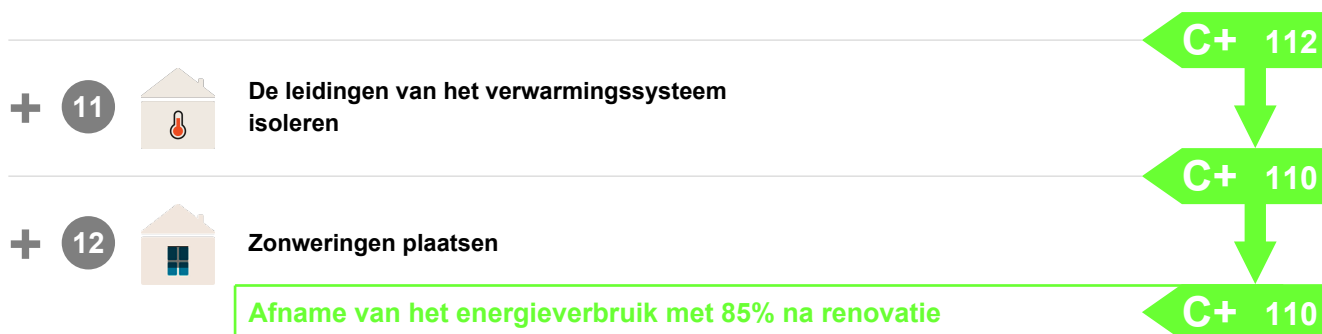 C+ 112
+ 11 De leidingen van het verwarmingssysteem
isoleren
C+ 110
+ 12 Zonweringen plaatsen
Afname van het energieverbruik met 85% na renovatie C+ 110